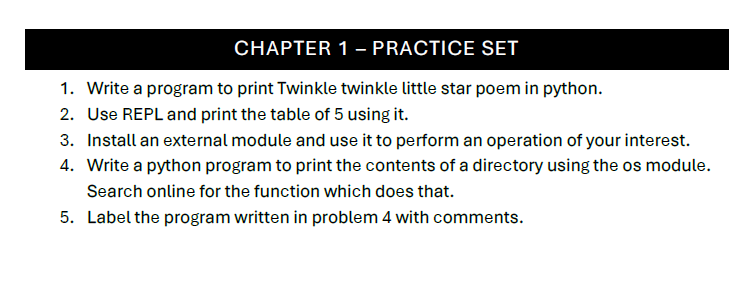 CHAPTER 1 – PRACTICE SET
1. Write a program to print Twinkle twinkle little star poem in python.
2. Use REPL and print the table of 5 using it.
3. Install an external module and use it to perform an operation of your interest.
4. Write a python program to print the contents of a directory using the os module.
Search online for the function which does that.
5. Label the program written in problem 4 with comments.